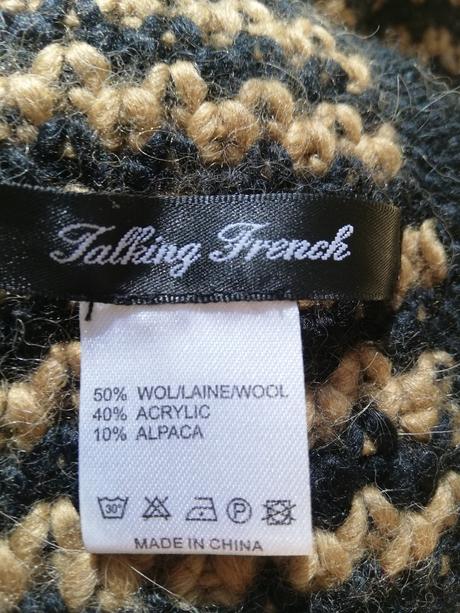 Talking French
50% WOL/LAINE/WOOL
40% ACRYLIC
10% ALPACA
30° P
MADE IN CHINA